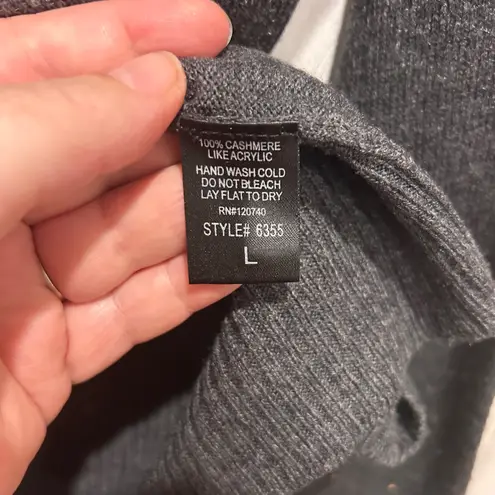 100% CASHMERE
LIKE ACRYLIC
HAND WASH COLD
DO NOT BLEACH
LAY FLAT TO DRY
RN#120740
STYLE# 6355
L